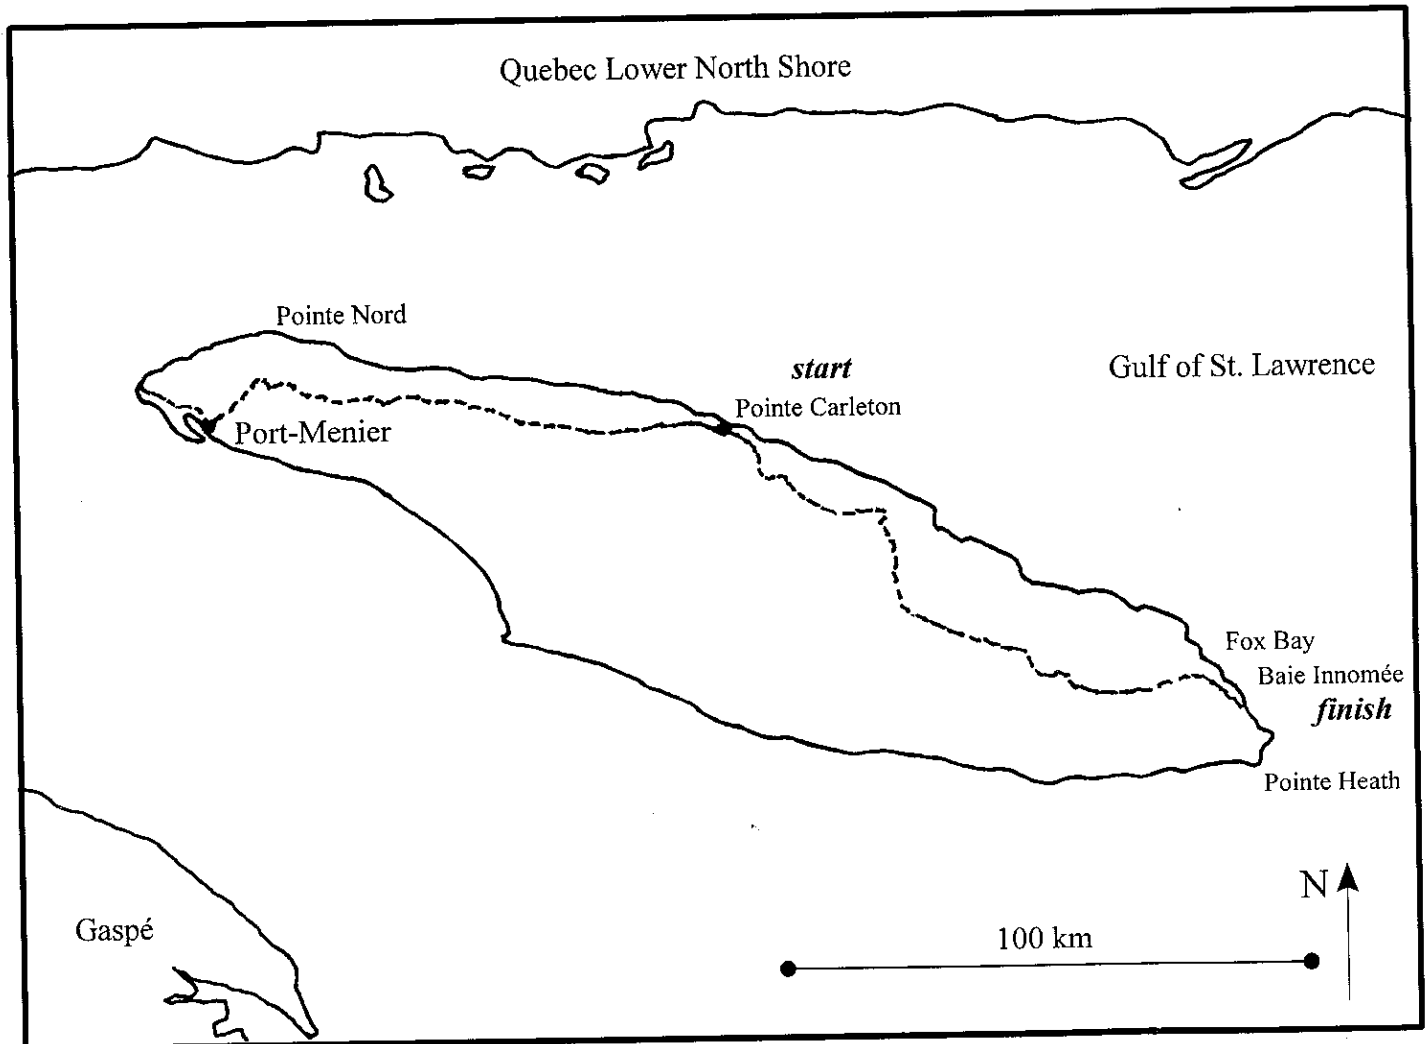 Quebec Lower North Shore
Pointe Nord
start
Gulf of St. Lawrence
Pointe Carleton
Port-Menier
Fox Bay
Baie Innomée
finish
Pointe Heath
N
Gaspé
100 km